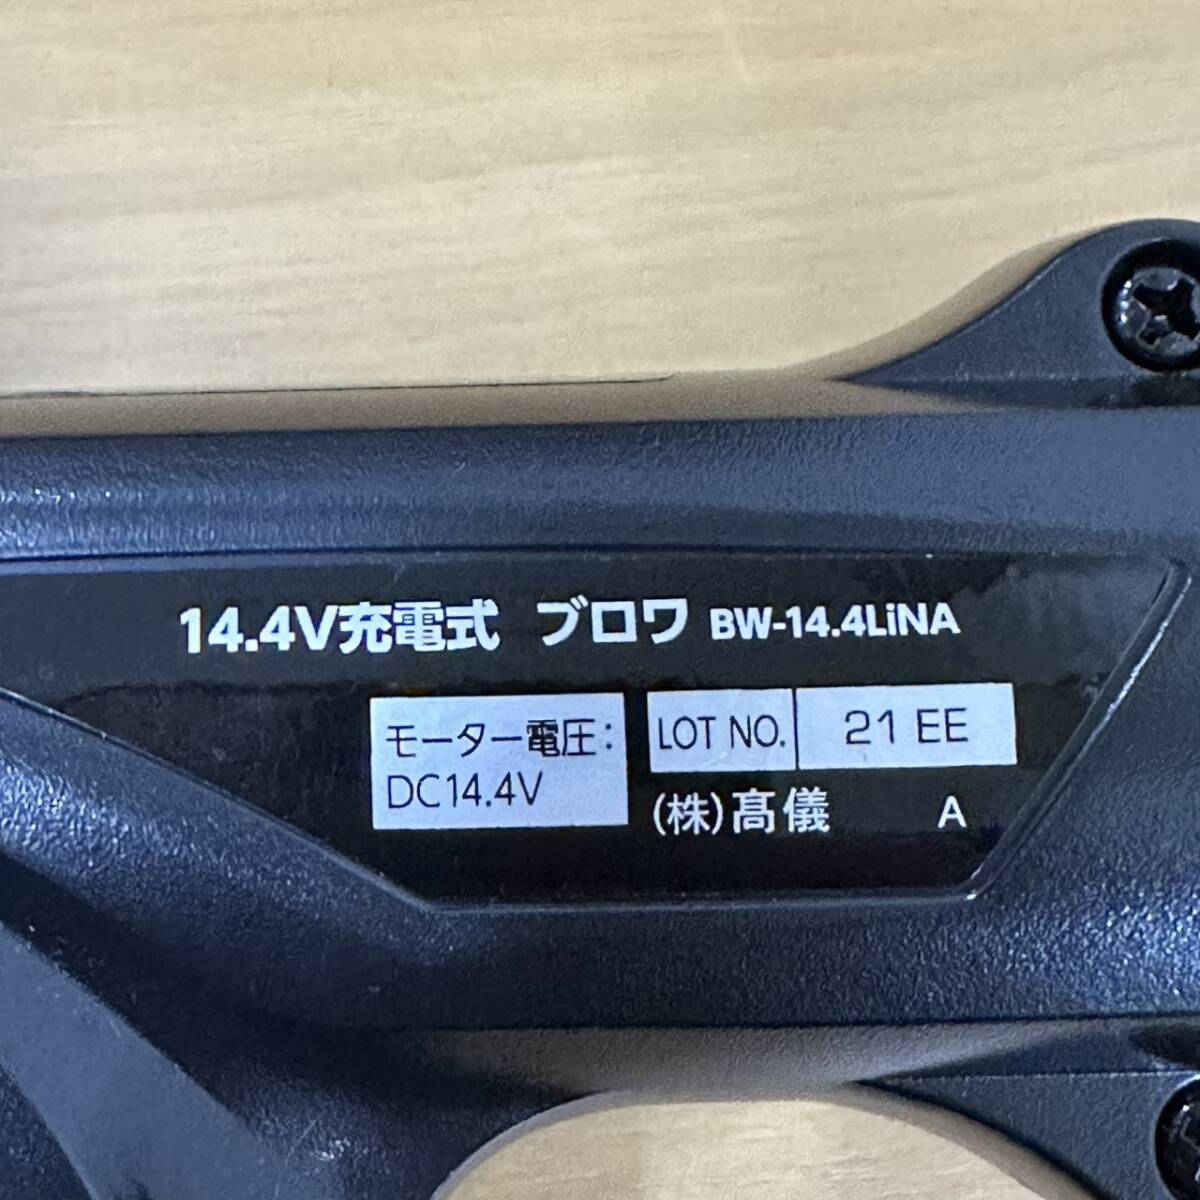 14.4V充電式 ブロワ BW-14.4LiNA
モーター電圧:
DC14.4V
LOT NO. 21 EE
(株)髙儀 A